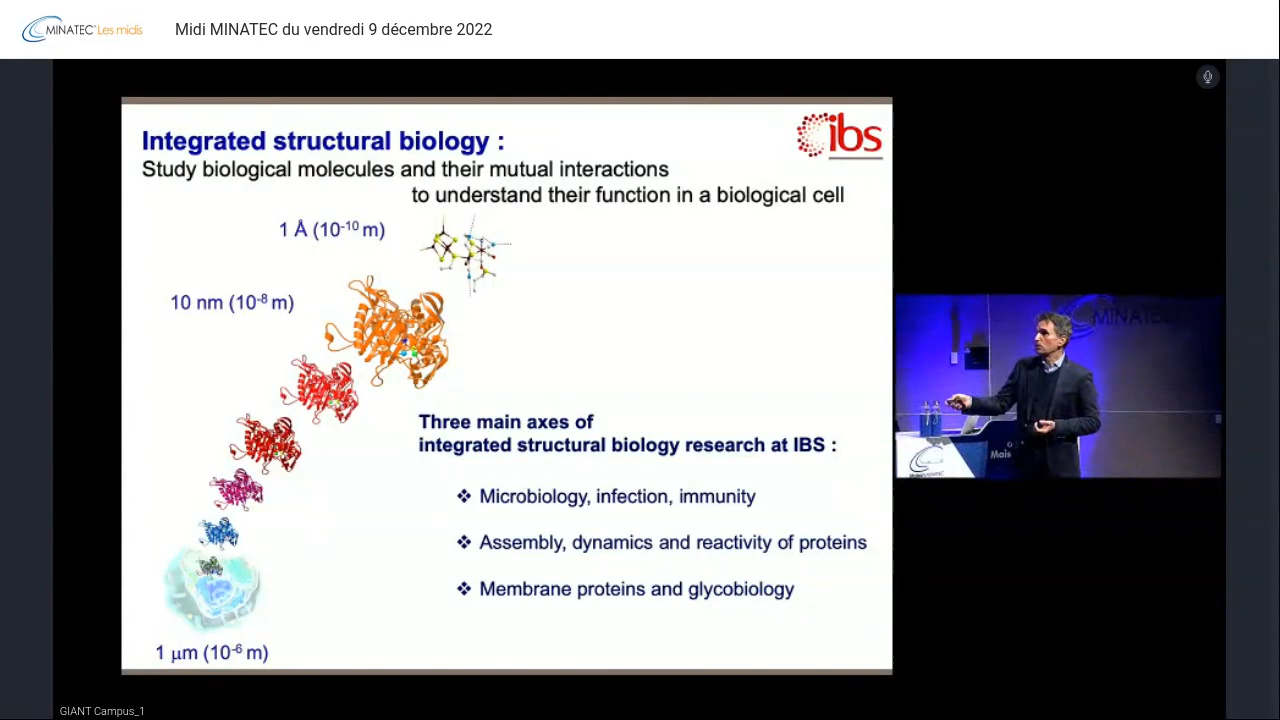 MINATEC Les midis
Midi MINATEC du vendredi 9 décembre 2022
ibs
Integrated structural biology :
Study biological molecules and their mutual interactions
to understand their function in a biological cell
1 Å (10⁻¹⁰ m)
10 nm (10⁻⁸ m)
Three main axes of
integrated structural biology research at IBS :
❖ Microbiology, infection, immunity
❖ Assembly, dynamics and reactivity of proteins
❖ Membrane proteins and glycobiology
1 µm (10⁻⁶ m)
MINATEC
Mais
GIANT Campus_1